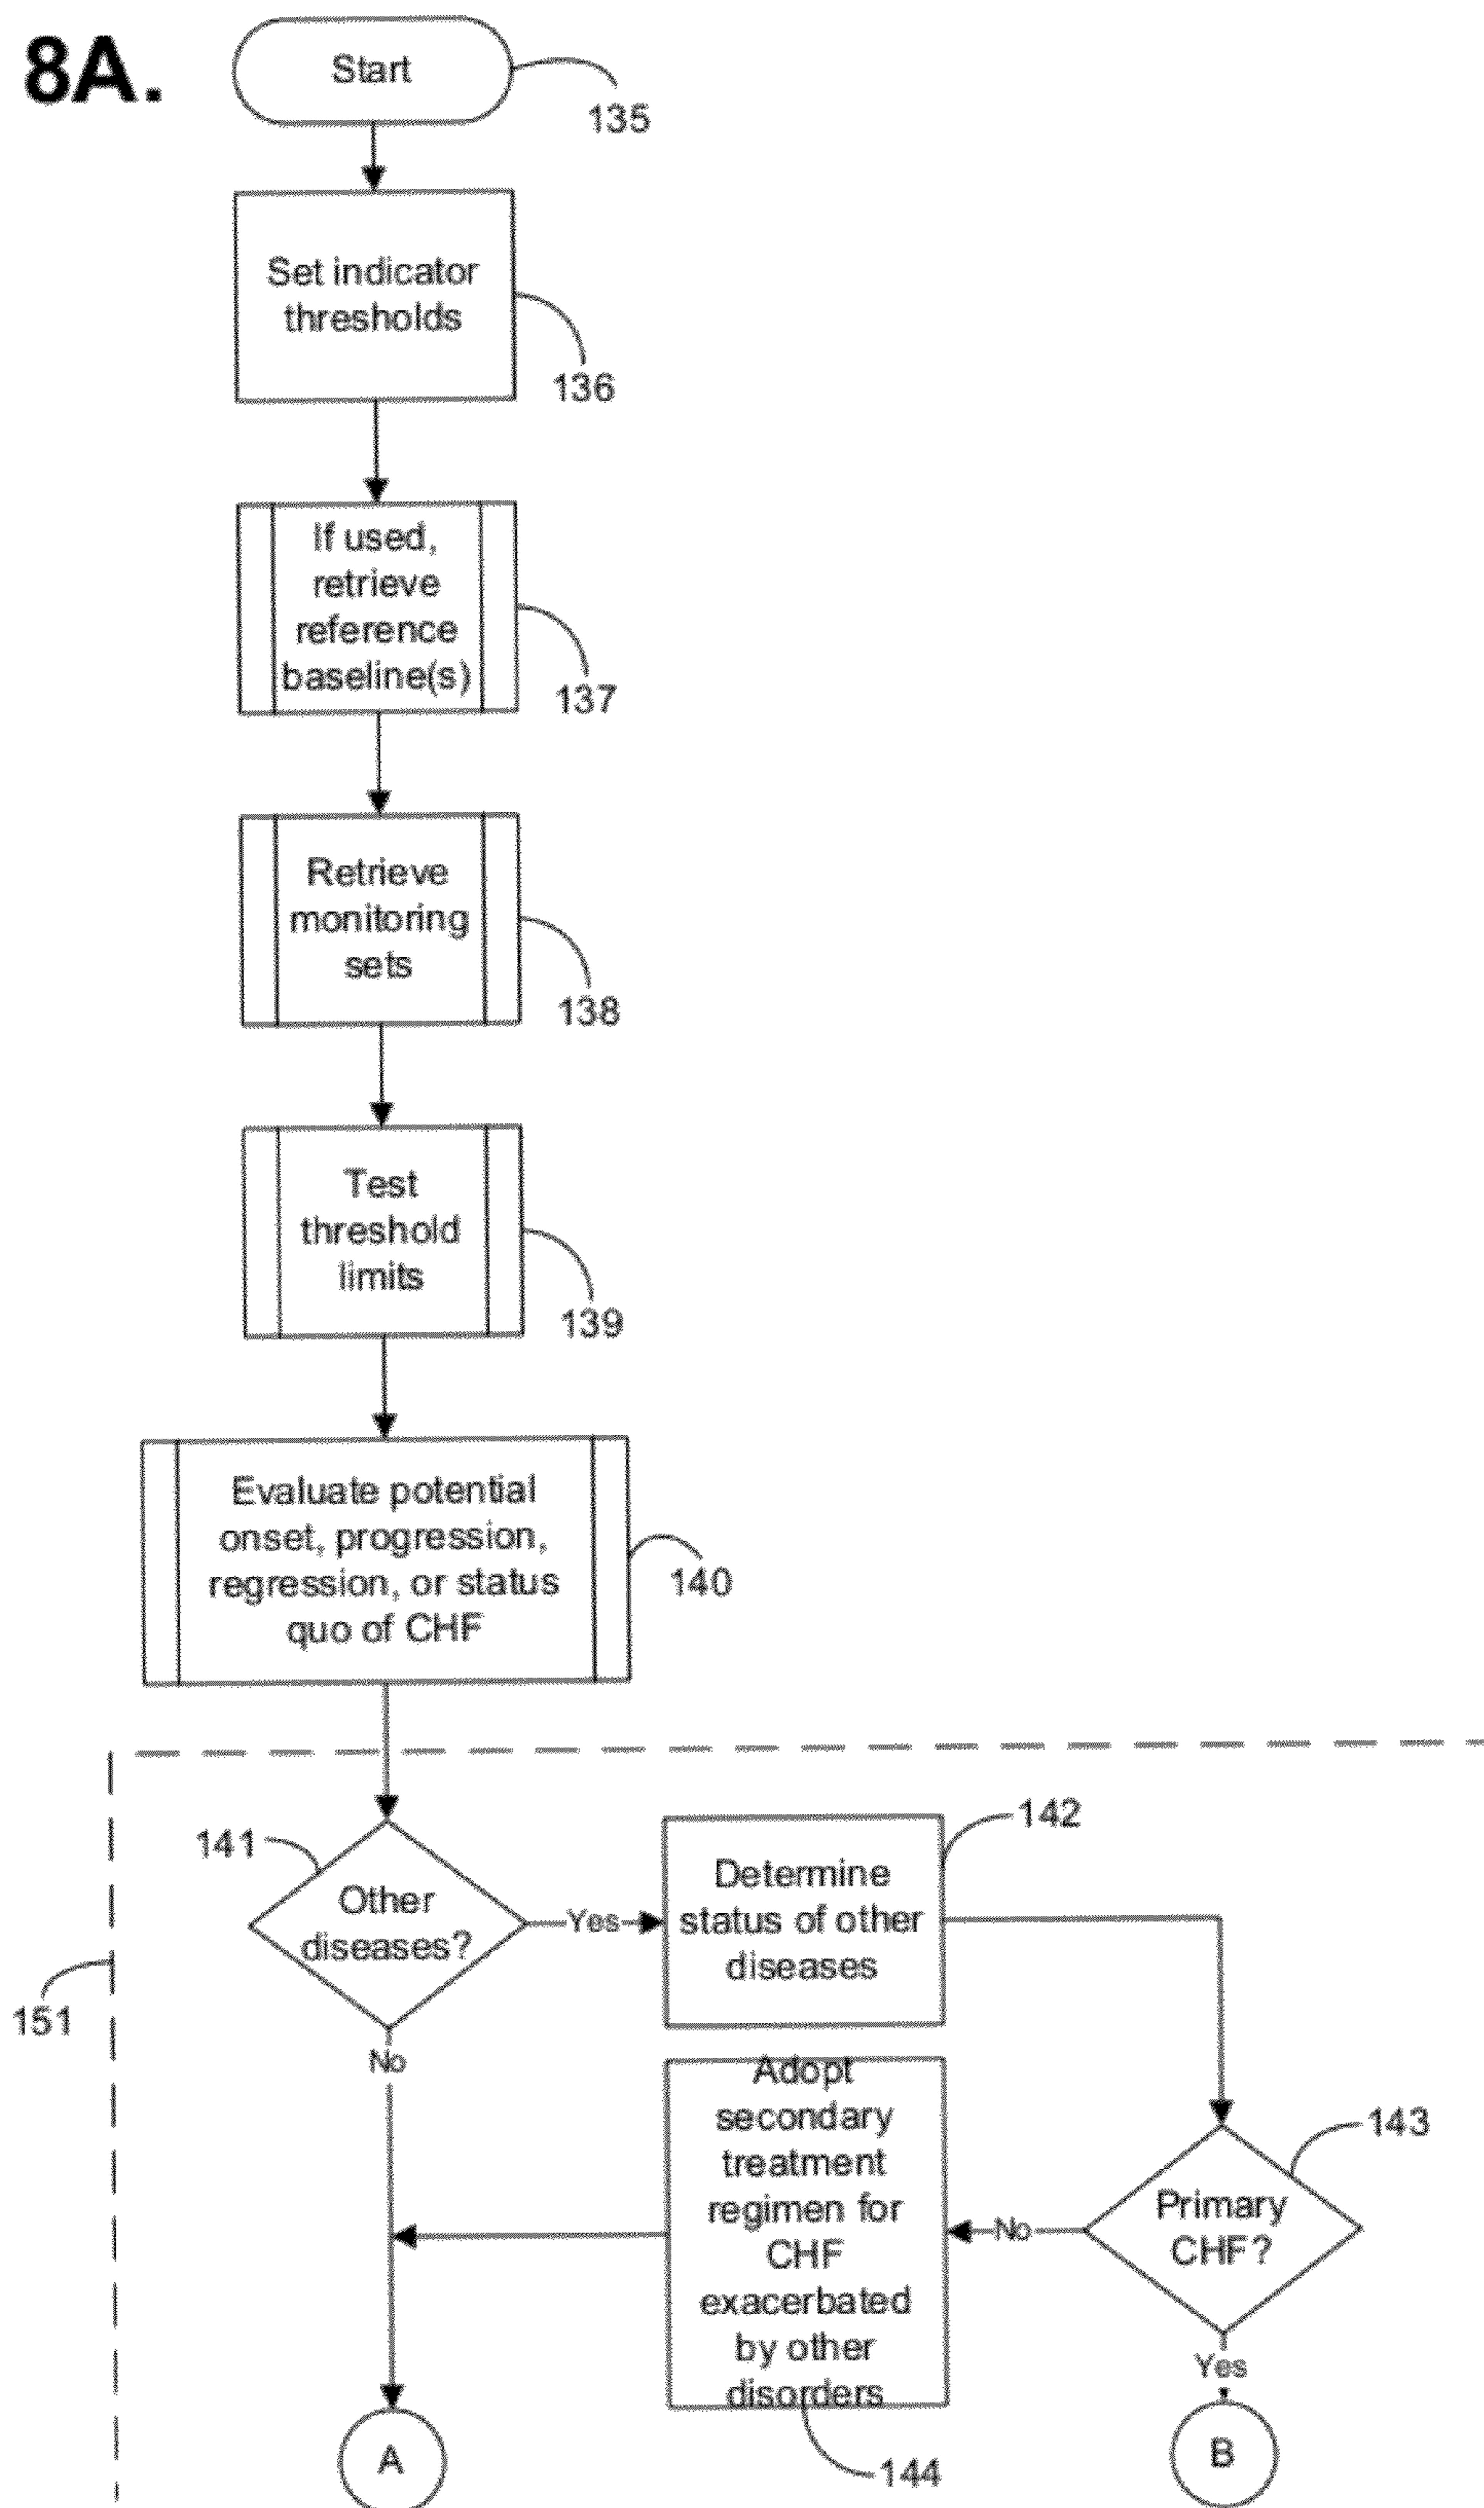 8A.
Start
135
Set indicator
thresholds
136
If used,
retrieve
reference
baseline(s)
137
Retrieve
monitoring
sets
138
Test
threshold
limits
139
Evaluate potential
onset, progression,
regression, or status
quo of CHF
140
141
Other
diseases?
Yes
142
Determine
status of other
diseases
151
No
Adopt
secondary
treatment
regimen for
CHF
exacerbated
by other
disorders
144
143
Primary
CHF?
No
Yes
A
B